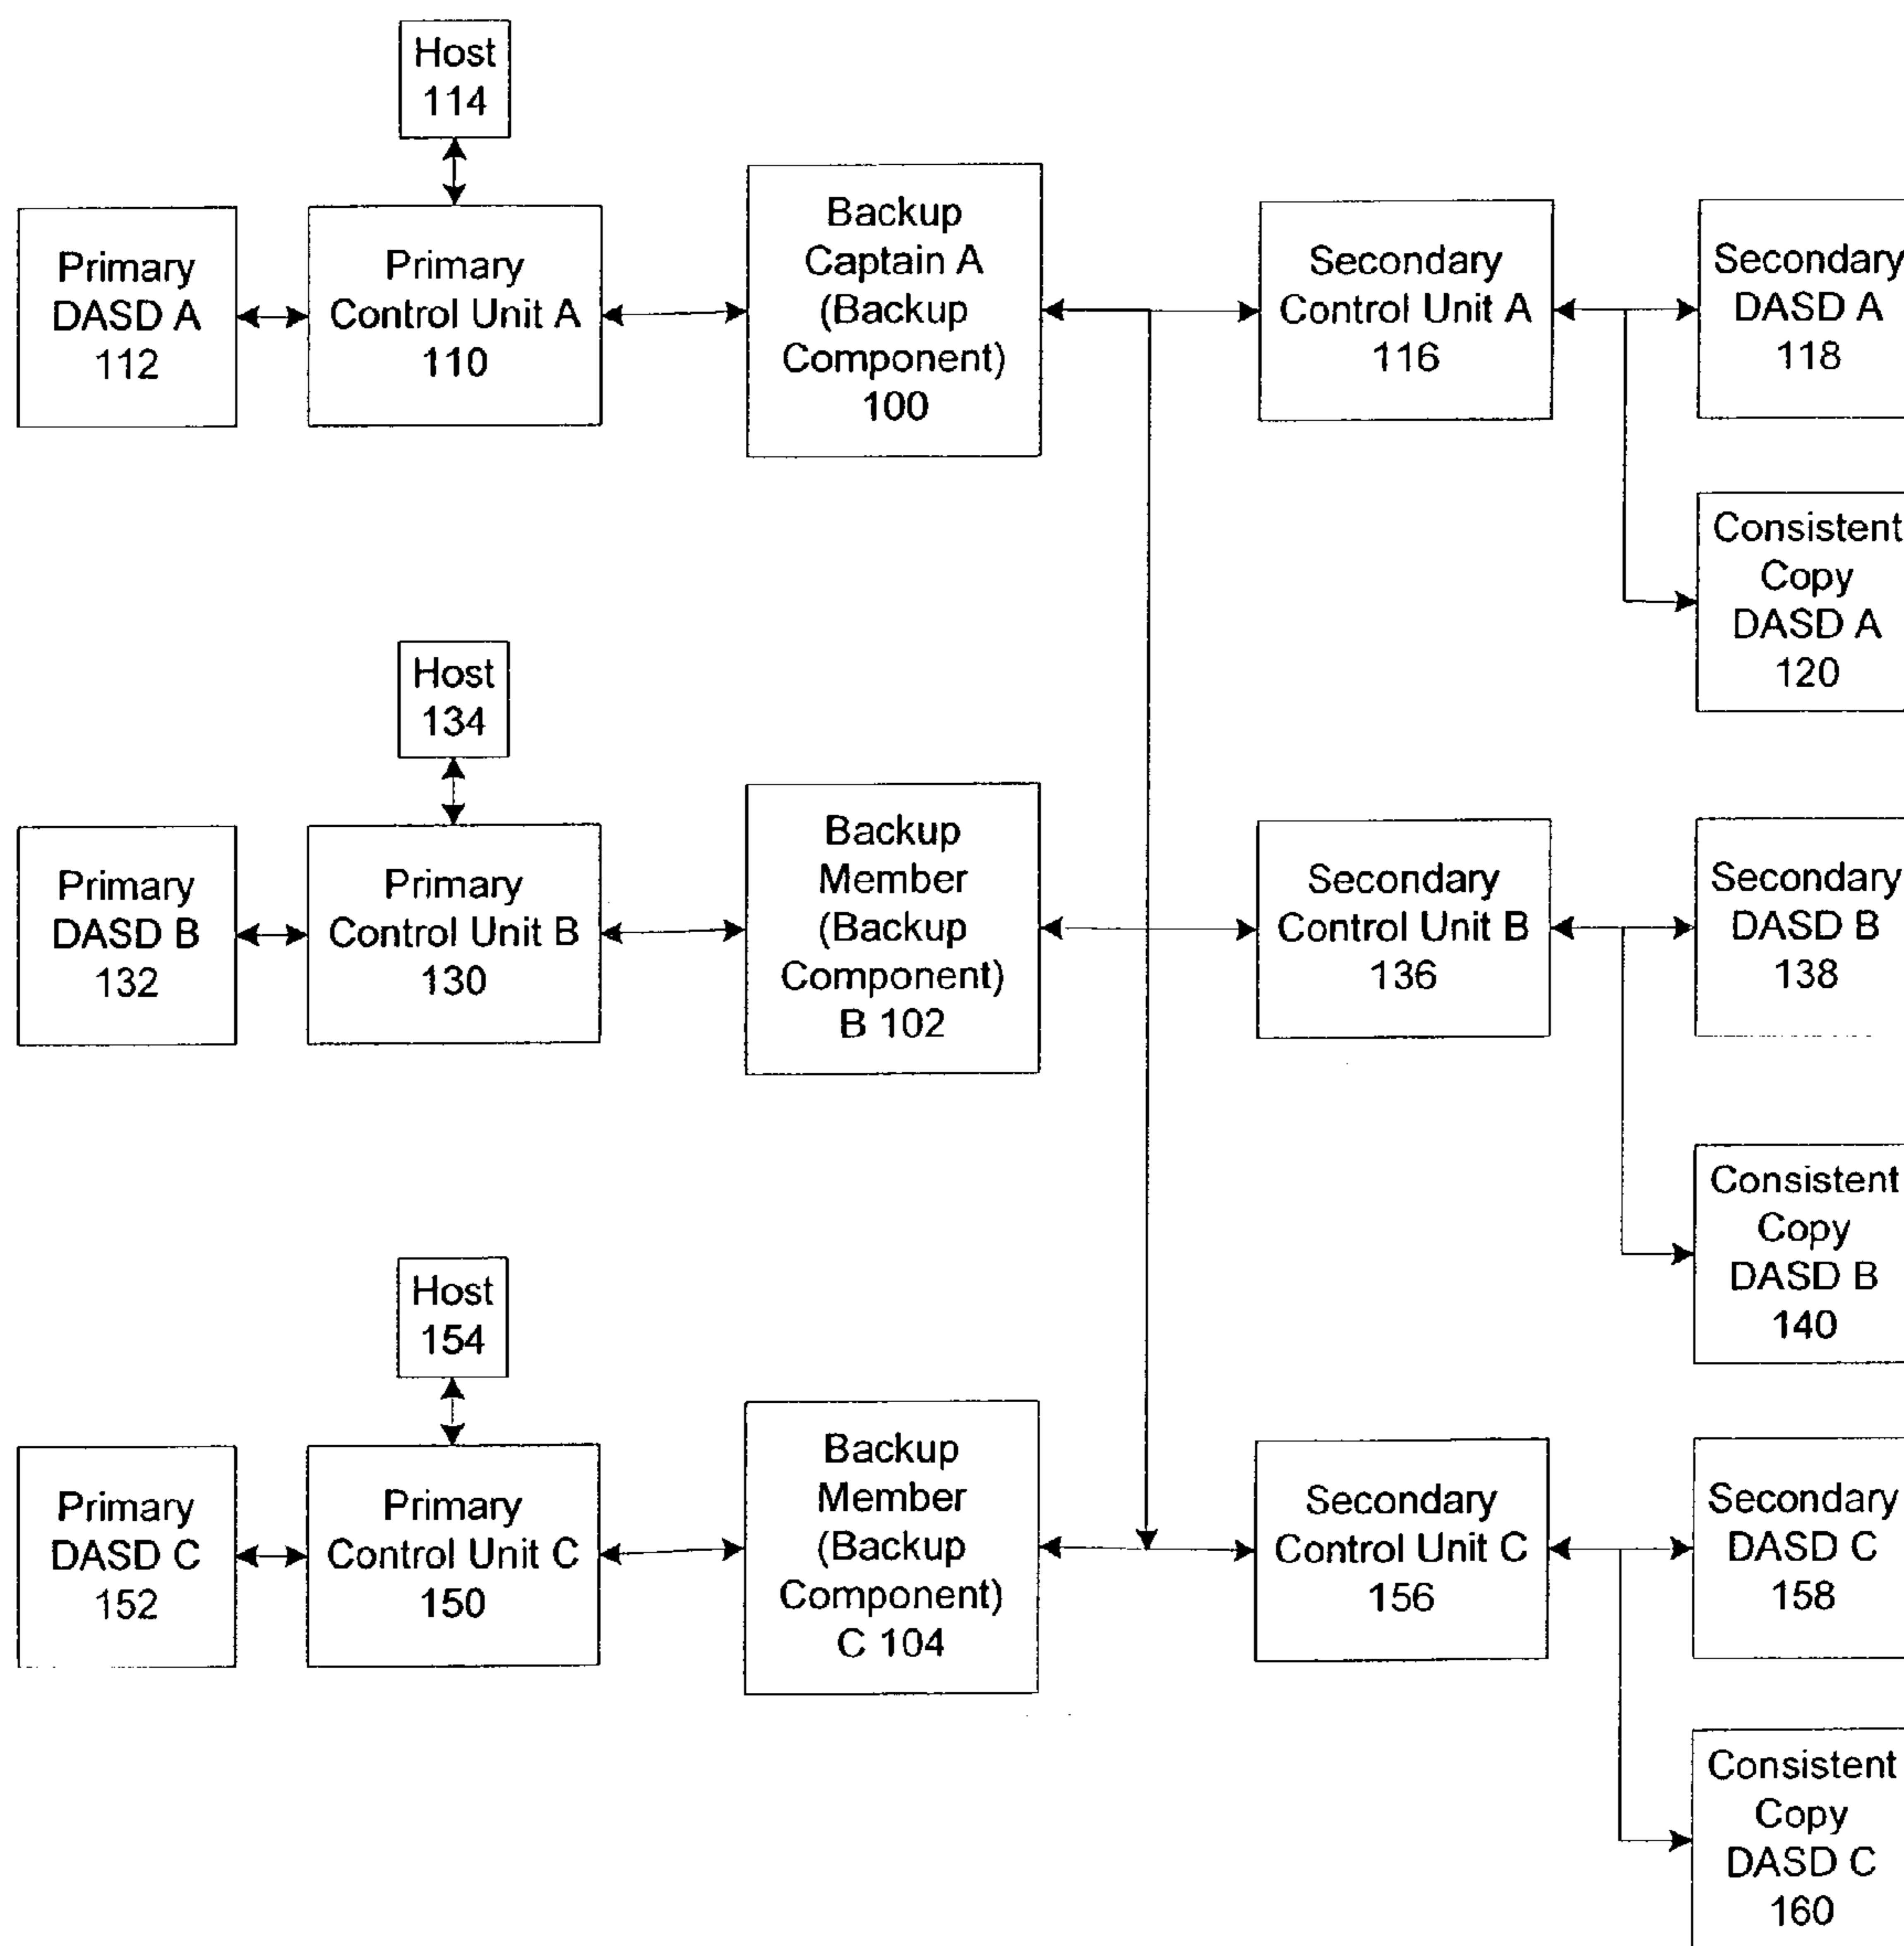 Host
114
Primary
DASD A
112
Primary
Control Unit A
110
Backup
Captain A
(Backup
Component)
100
Secondary
Control Unit A
116
Secondary
DASD A
118
Consistent
Copy
DASD A
120
Host
134
Primary
DASD B
132
Primary
Control Unit B
130
Backup
Member
(Backup
Component)
B 102
Secondary
Control Unit B
136
Secondary
DASD B
138
Consistent
Copy
DASD B
140
Host
154
Primary
DASD C
152
Primary
Control Unit C
150
Backup
Member
(Backup
Component)
C 104
Secondary
Control Unit C
156
Secondary
DASD C
158
Consistent
Copy
DASD C
160